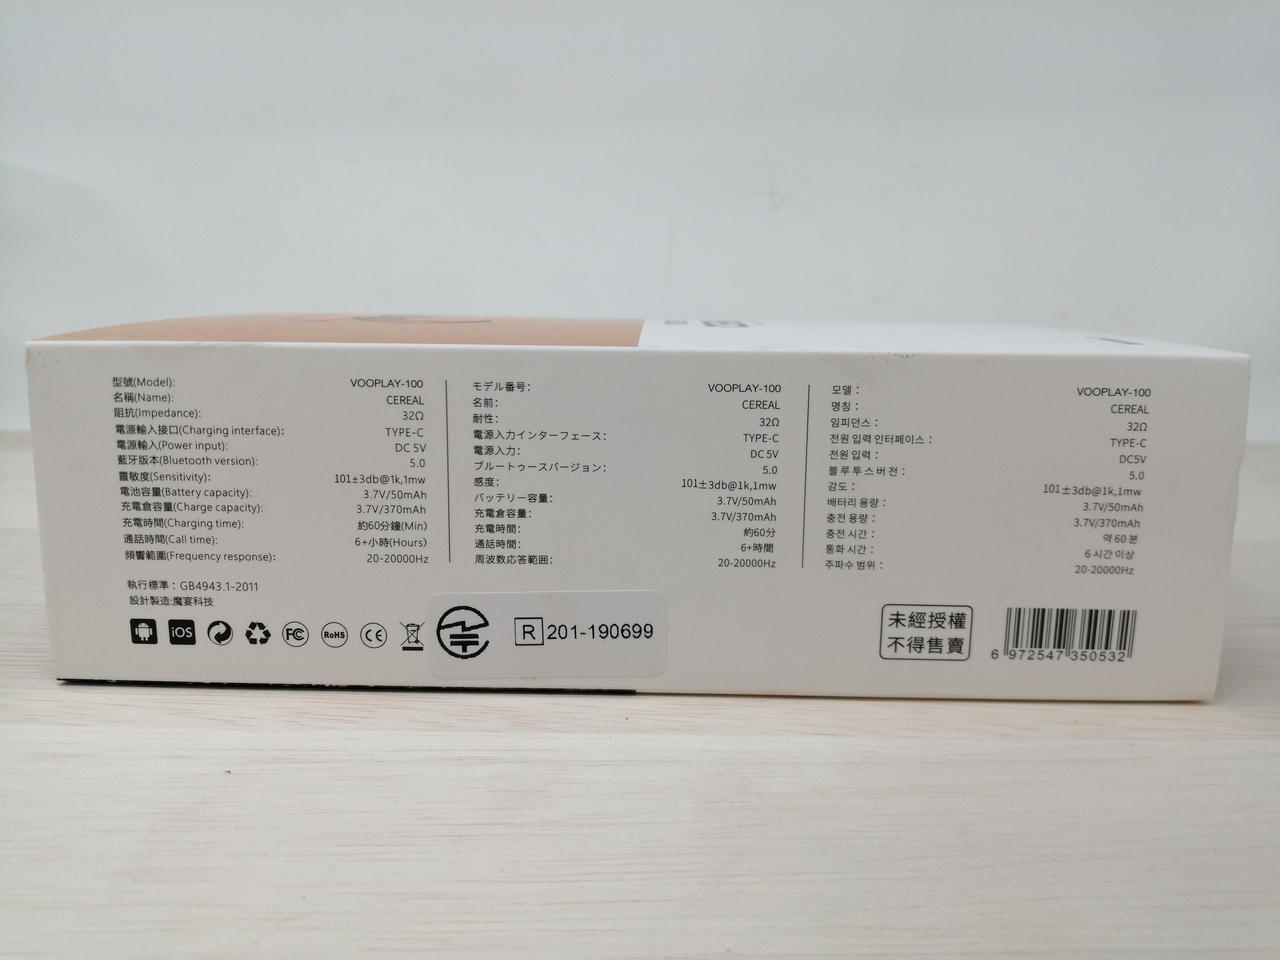 型號(Model): VOOPLAY-100
名稱(Name): CEREAL
阻抗(Impedance): 32Ω
電源輸入接口(Charging interface): TYPE-C
電源輸入(Power input): DC 5V
藍牙版本(Bluetooth version): 5.0
靈敏度(Sensitivity): 101±3db@1k,1mw
電池容量(Battery capacity): 3.7V/50mAh
充電倉容量(Charge capacity): 3.7V/370mAh
充電時間(Charging time): 約60分鐘(Min)
通話時間(Call time): 6+小時(Hours)
頻響範圍(Frequency response): 20-20000Hz
執行標準：GB4943.1-2011
設計製造:魔宴科技
iOS
FC
RoHS
CE
モデル番号： VOOPLAY-100
名前： CEREAL
耐性： 32Ω
電源入力インターフェース： TYPE-C
電源入力： DC 5V
ブルートゥースバージョン： 5.0
感度： 101±3db@1k,1mw
バッテリー容量： 3.7V/50mAh
充電倉容量： 3.7V/370mAh
充電時間： 約60分
通話時間： 6+時間
周波数応答範囲： 20-20000Hz
R 201-190699
모델： VOOPLAY-100
명칭： CEREAL
임피던스： 32Ω
전원 입력 인터페이스： TYPE-C
전원 입력： DC5V
블루투스버전： 5.0
감도： 101±3db@1k,1mw
배터리 용량： 3.7V/50mAh
충전 용량： 3.7V/370mAh
충전 시간： 약 60 분
통화 시간： 6 시간 이상
주파수 범위： 20-20000Hz
未經授權
不得售賣
6 972547 350532